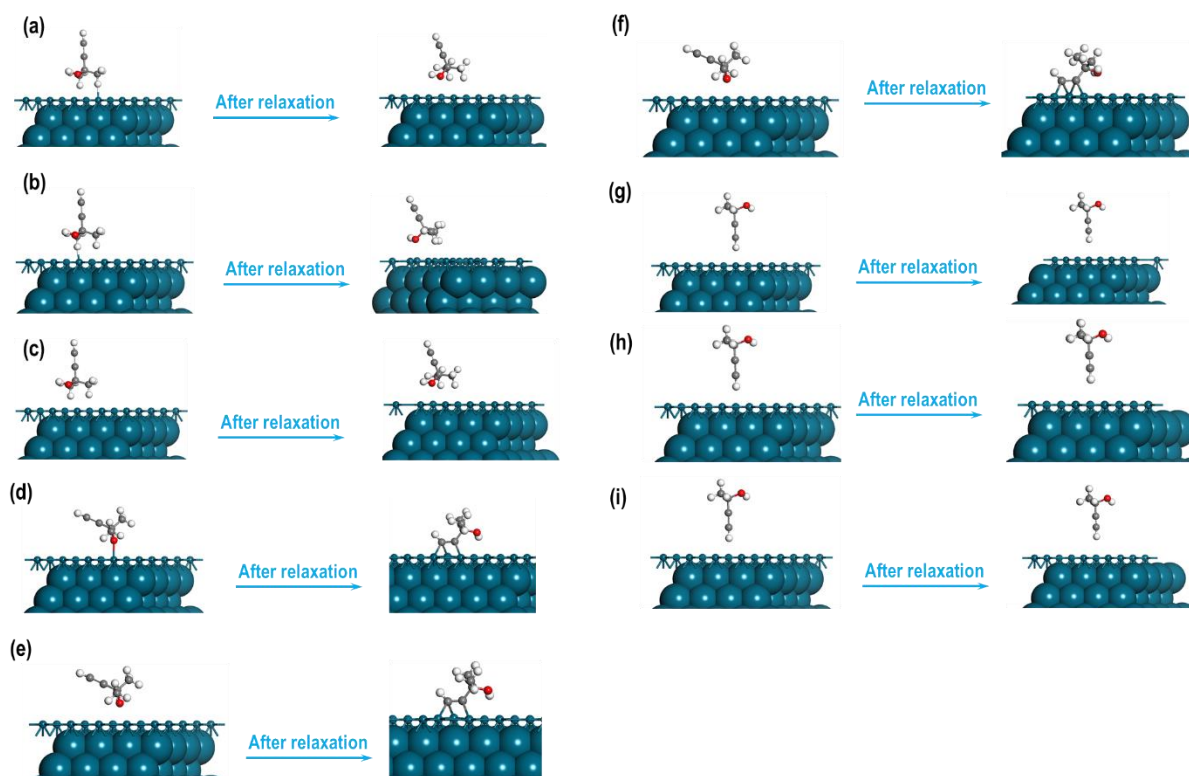 (a)
After relaxation
(b)
After relaxation
(c)
After relaxation
(d)
After relaxation
(e)
After relaxation
(f)
After relaxation
(g)
After relaxation
(h)
After relaxation
(i)
After relaxation